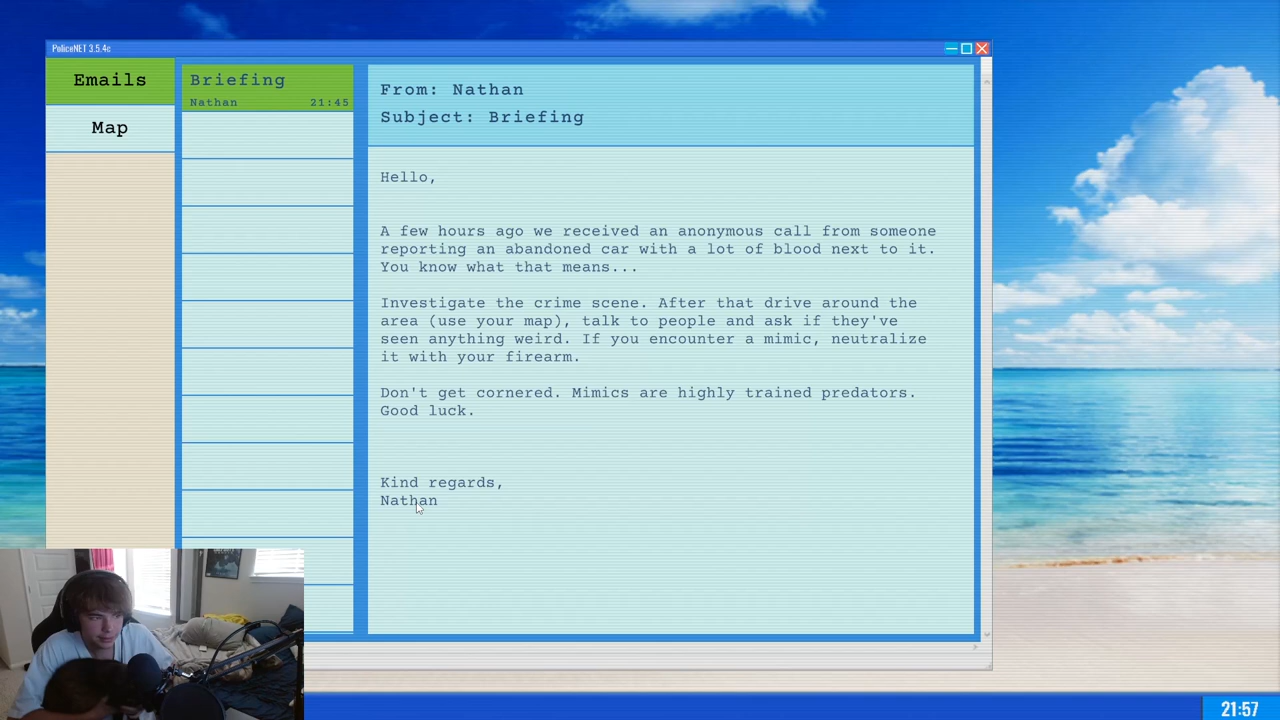 PoliceNET 3.5.4c
Emails
Map
Briefing
Nathan 21:45
From: Nathan
Subject: Briefing
Hello,
A few hours ago we received an anonymous call from someone
reporting an abandoned car with a lot of blood next to it.
You know what that means...
Investigate the crime scene. After that drive around the
area (use your map), talk to people and ask if they've
seen anything weird. If you encounter a mimic, neutralize
it with your firearm.
Don't get cornered. Mimics are highly trained predators.
Good luck.
Kind regards,
Nathan
21:57